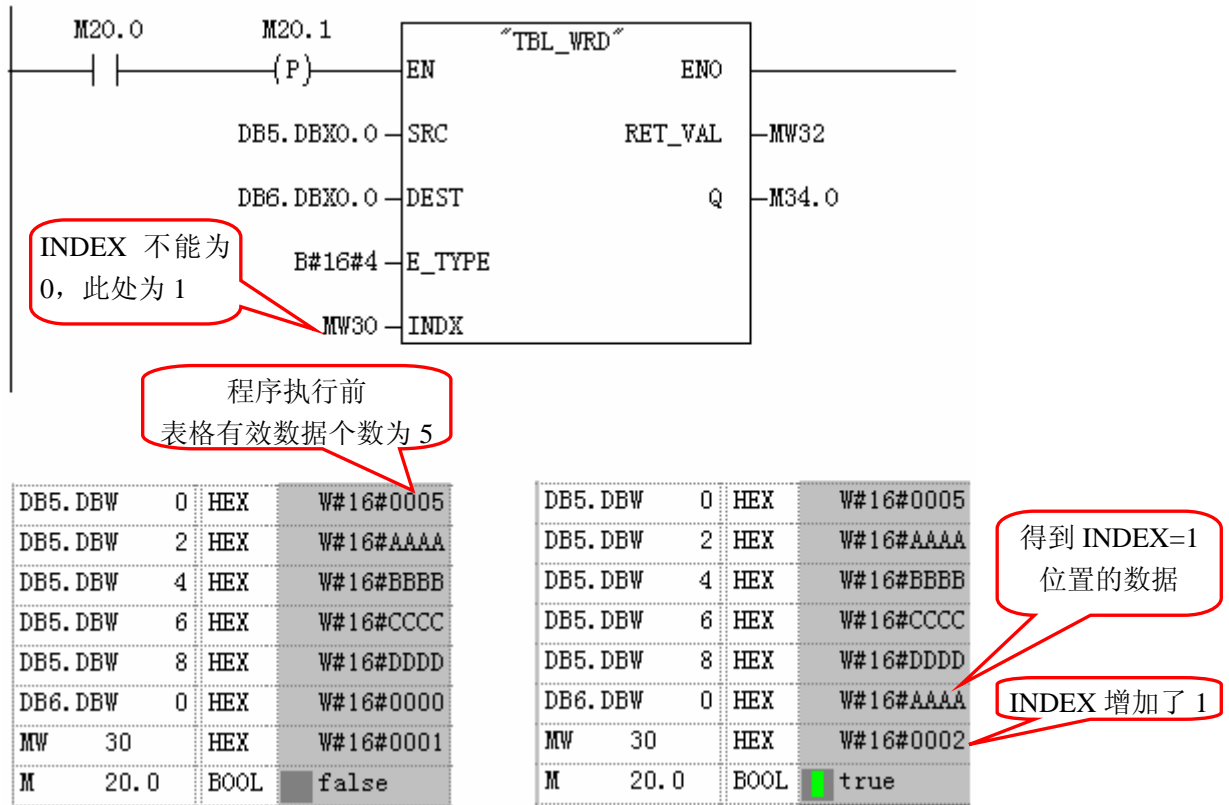 M20.0 M20.1 "TBL_WRD"
(P) EN ENO
DB5.DBX0.0 SRC RET_VAL MW32
DB6.DBX0.0 DEST Q M34.0
INDEX 不能为
0，此处为 1
B#16#4 E_TYPE
MW30 INDX
程序执行前
表格有效数据个数为 5
DB5.DBW 0 HEX W#16#0005
DB5.DBW 2 HEX W#16#AAAA
DB5.DBW 4 HEX W#16#BBBB
DB5.DBW 6 HEX W#16#CCCC
DB5.DBW 8 HEX W#16#DDDD
DB6.DBW 0 HEX W#16#0000
MW 30 HEX W#16#0001
M 20.0 BOOL false
DB5.DBW 0 HEX W#16#0005
DB5.DBW 2 HEX W#16#AAAA
DB5.DBW 4 HEX W#16#BBBB
DB5.DBW 6 HEX W#16#CCCC
DB5.DBW 8 HEX W#16#DDDD
DB6.DBW 0 HEX W#16#AAAA
MW 30 HEX W#16#0002
M 20.0 BOOL true
得到 INDEX=1
位置的数据
INDEX 增加了 1